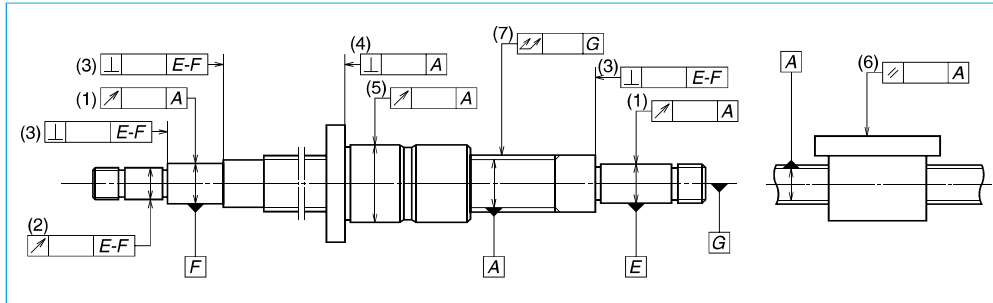 (7) G
(4) ⊥ A
(3) ⊥ E-F
(6) // A
(3) ⊥ E-F
A
(5) ↗ A
(1) ↗ A
(1) ↗ A
(3) ⊥ E-F
(2)
↗ E-F
G
F
A
E